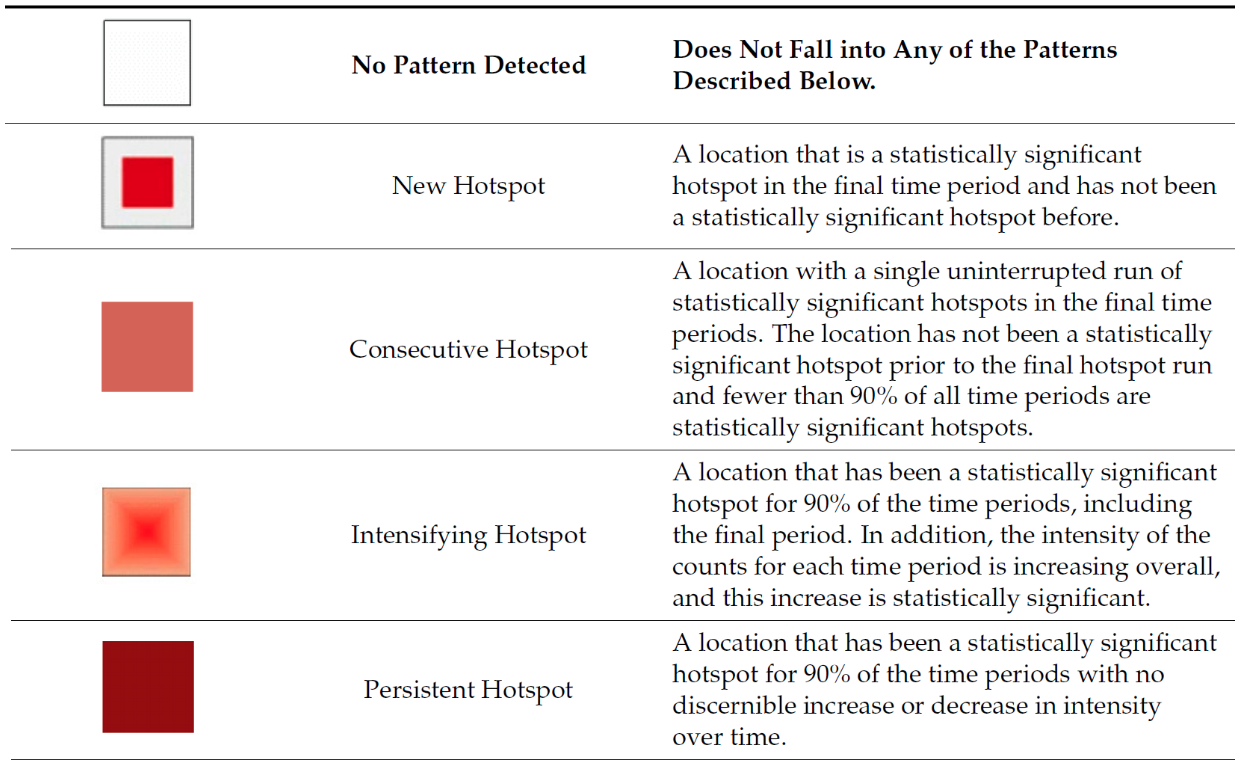 No Pattern Detected
Does Not Fall into Any of the Patterns
Described Below.
New Hotspot
A location that is a statistically significant
hotspot in the final time period and has not been
a statistically significant hotspot before.
Consecutive Hotspot
A location with a single uninterrupted run of
statistically significant hotspots in the final time
periods. The location has not been a statistically
significant hotspot prior to the final hotspot run
and fewer than 90% of all time periods are
statistically significant hotspots.
Intensifying Hotspot
A location that has been a statistically significant
hotspot for 90% of the time periods, including
the final period. In addition, the intensity of the
counts for each time period is increasing overall,
and this increase is statistically significant.
Persistent Hotspot
A location that has been a statistically significant
hotspot for 90% of the time periods with no
discernible increase or decrease in intensity
over time.